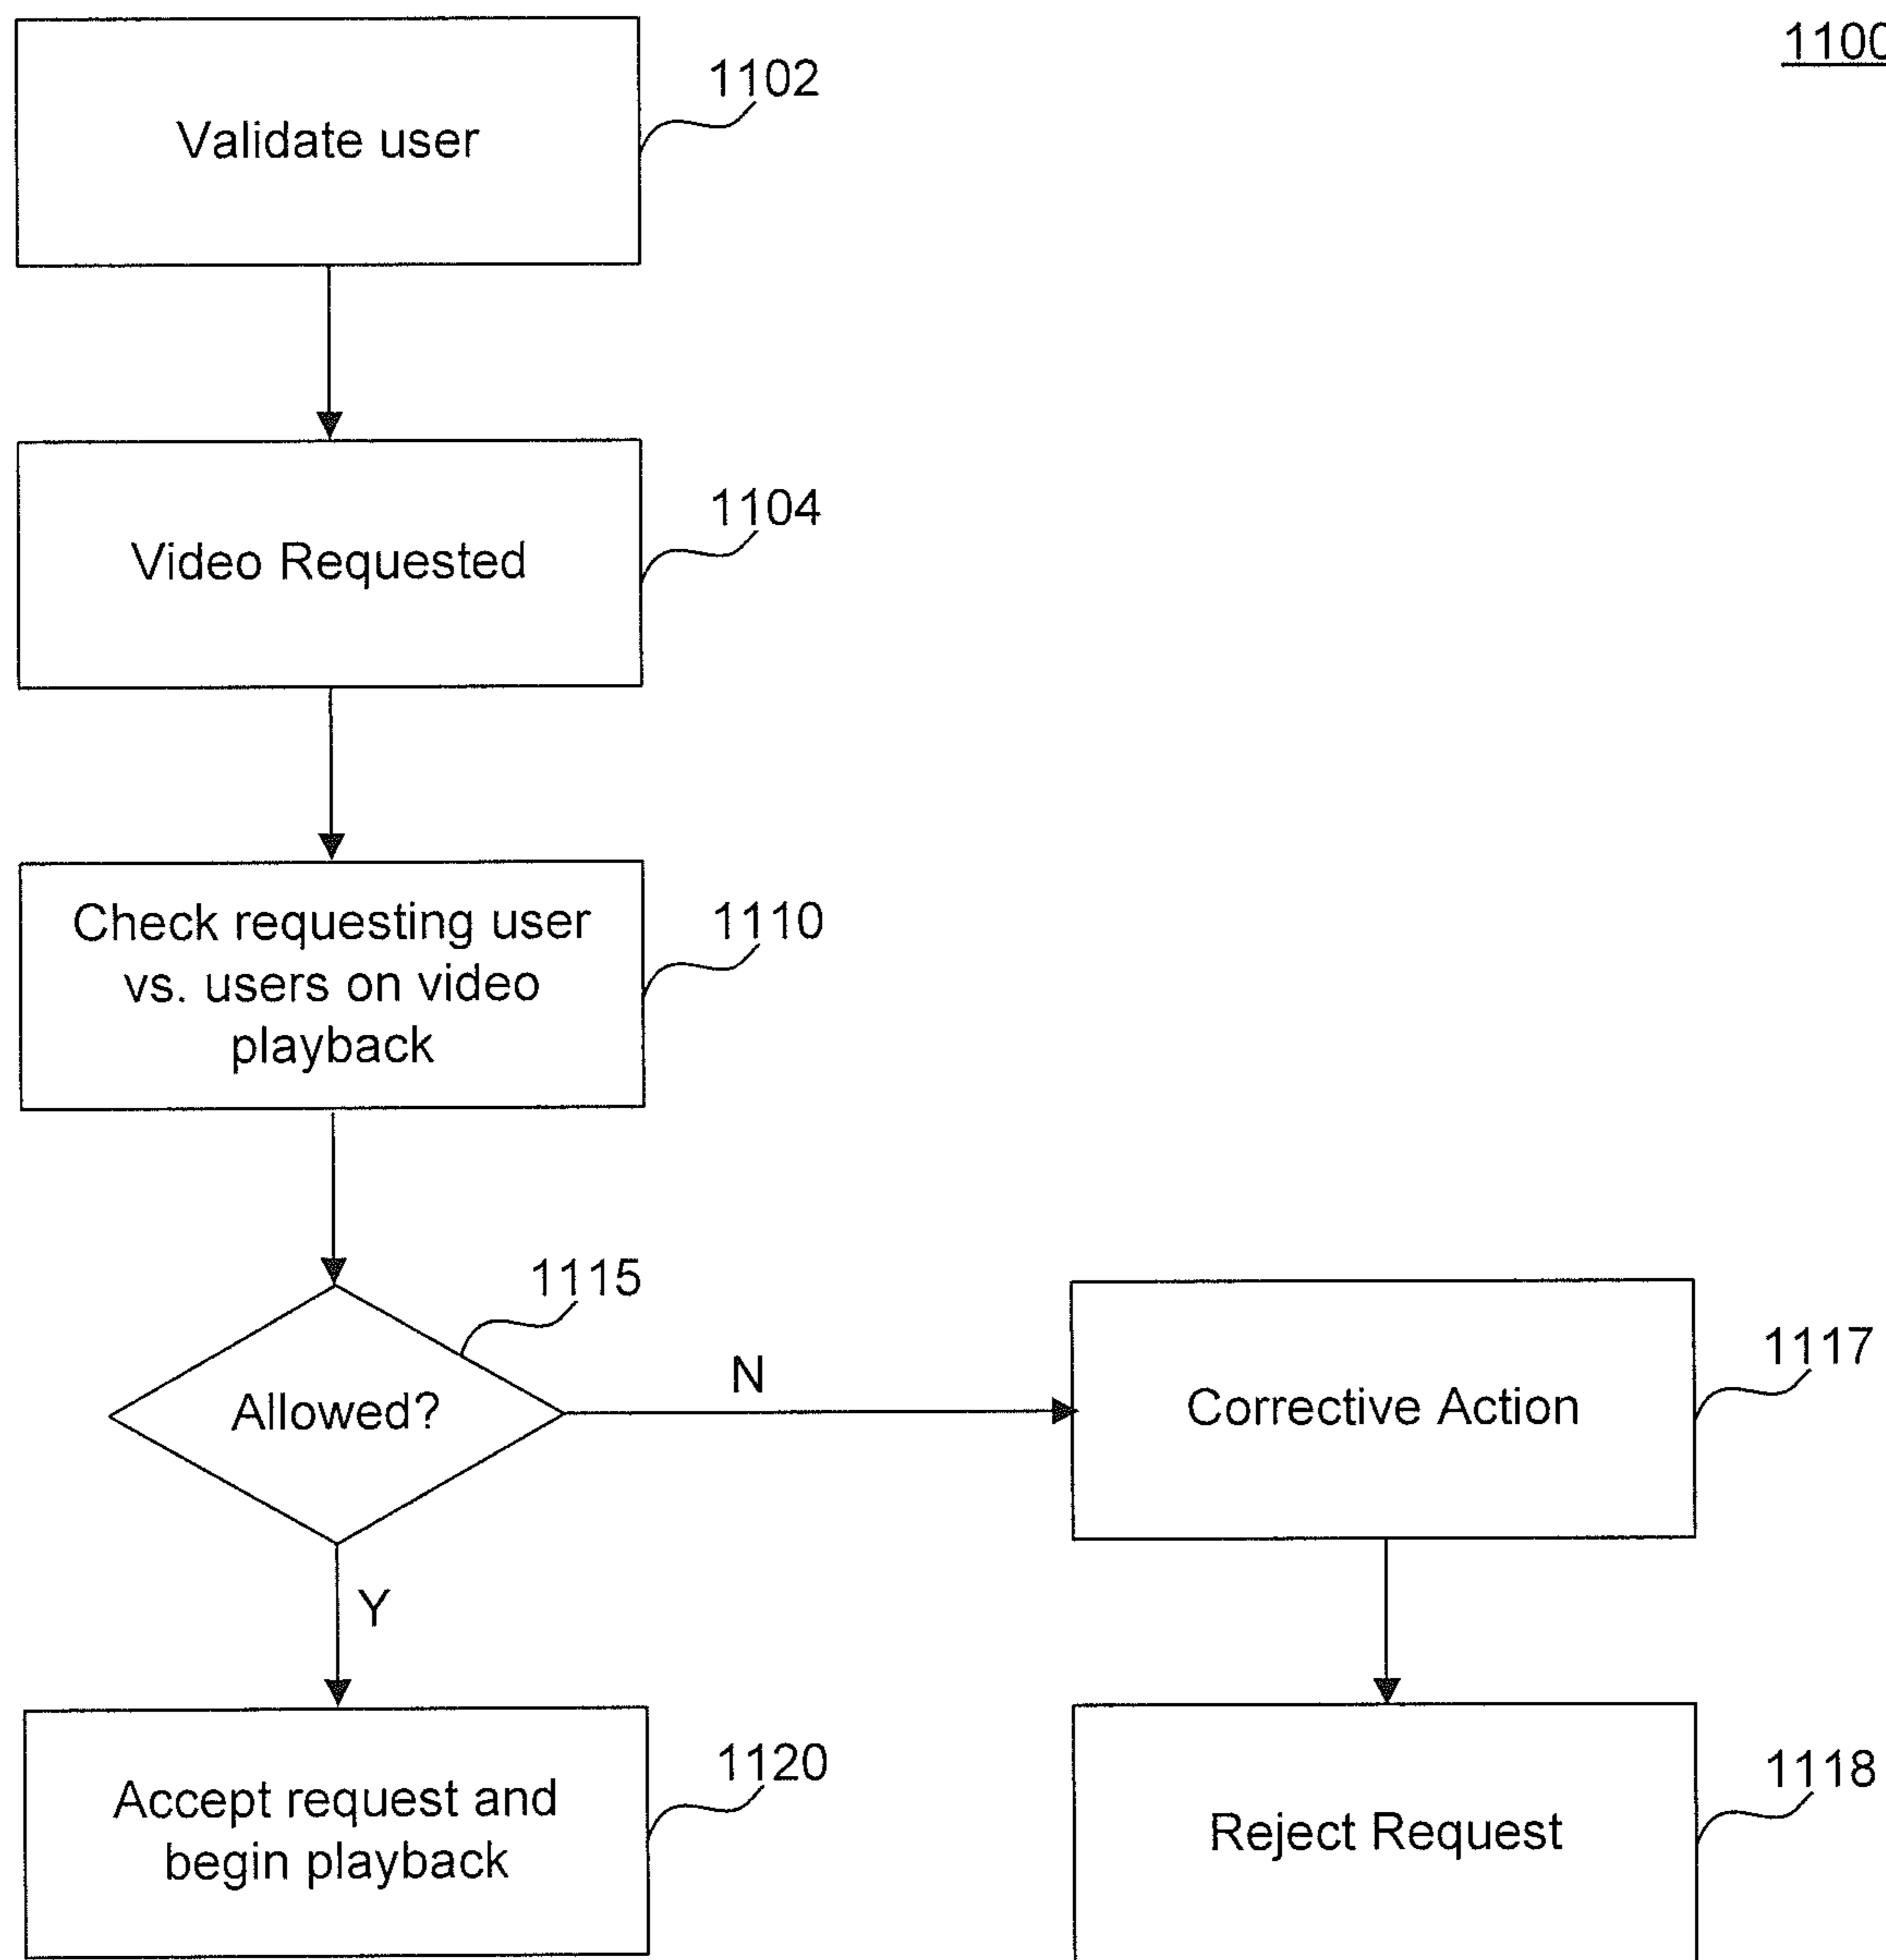 1100
Validate user
1102
Video Requested
1104
Check requesting user
vs. users on video
playback
1110
Allowed?
1115
N
Corrective Action
1117
Y
Accept request and
begin playback
1120
Reject Request
1118